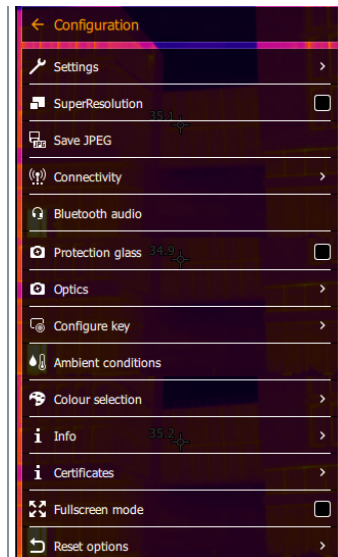 Configuration
Settings
SuperResolution
35.1
JPG
Save JPEG
Connectivity
Bluetooth audio
Protection glass 34.9
Optics
Configure key
Ambient conditions
Colour selection
Info 35.2
Certificates
Fullscreen mode
Reset options